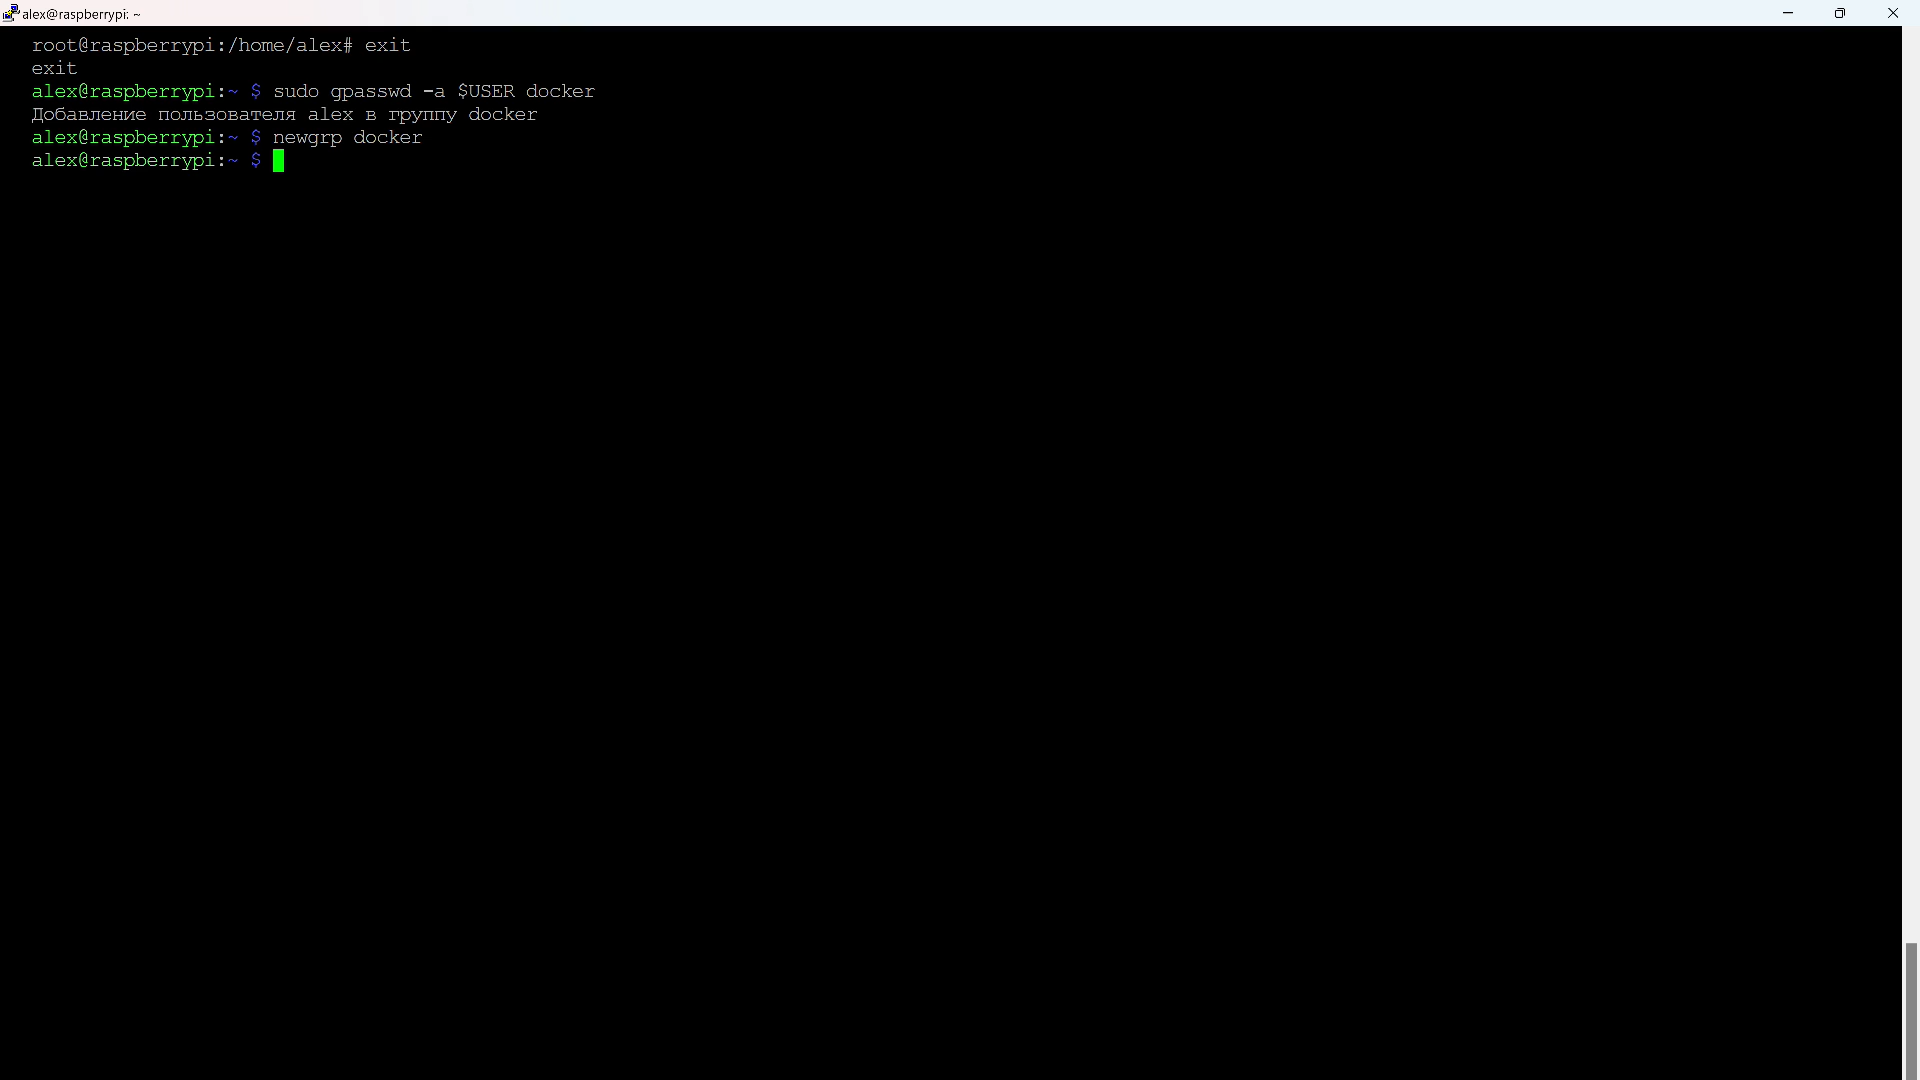 alex@raspberrypi: ~
root@raspberrypi:/home/alex# exit
exit
alex@raspberrypi:~ $ sudo gpasswd -a $USER docker
Добавление пользователя alex в группу docker
alex@raspberrypi:~ $ newgrp docker
alex@raspberrypi:~ $